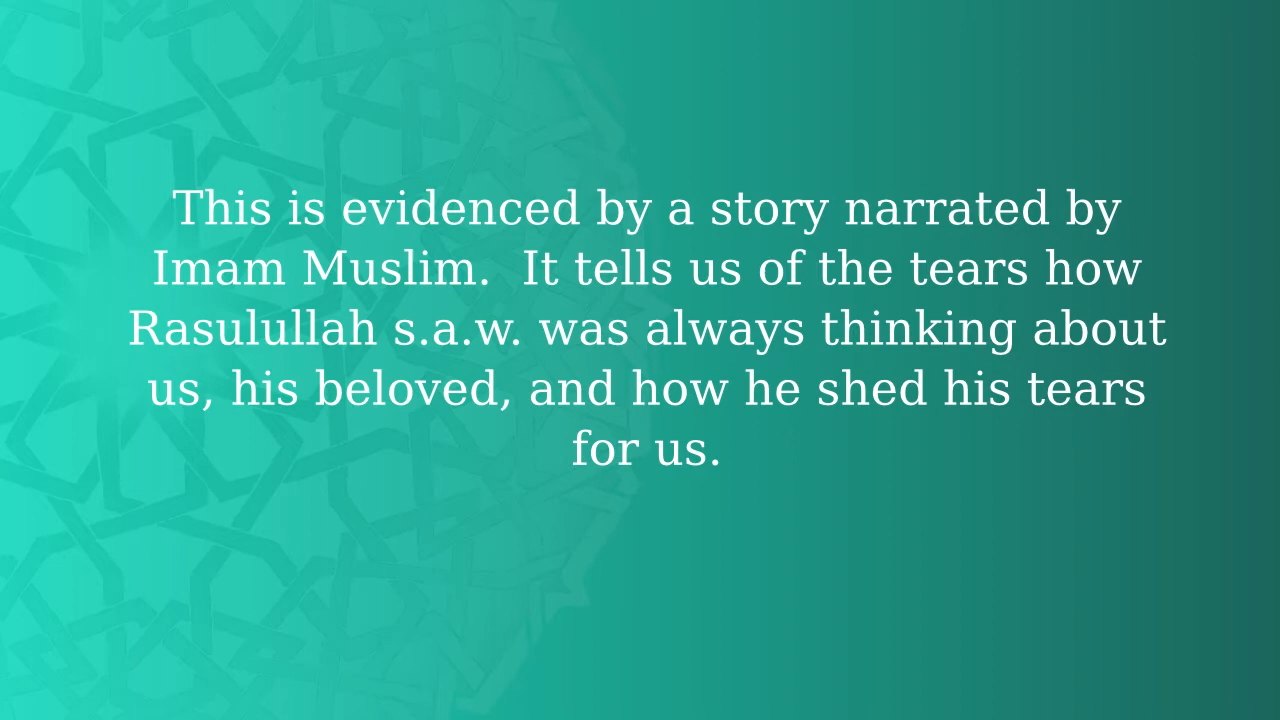 This is evidenced by a story narrated by
Imam Muslim.  It tells us of the tears how
Rasulullah s.a.w. was always thinking about
us, his beloved, and how he shed his tears
for us.